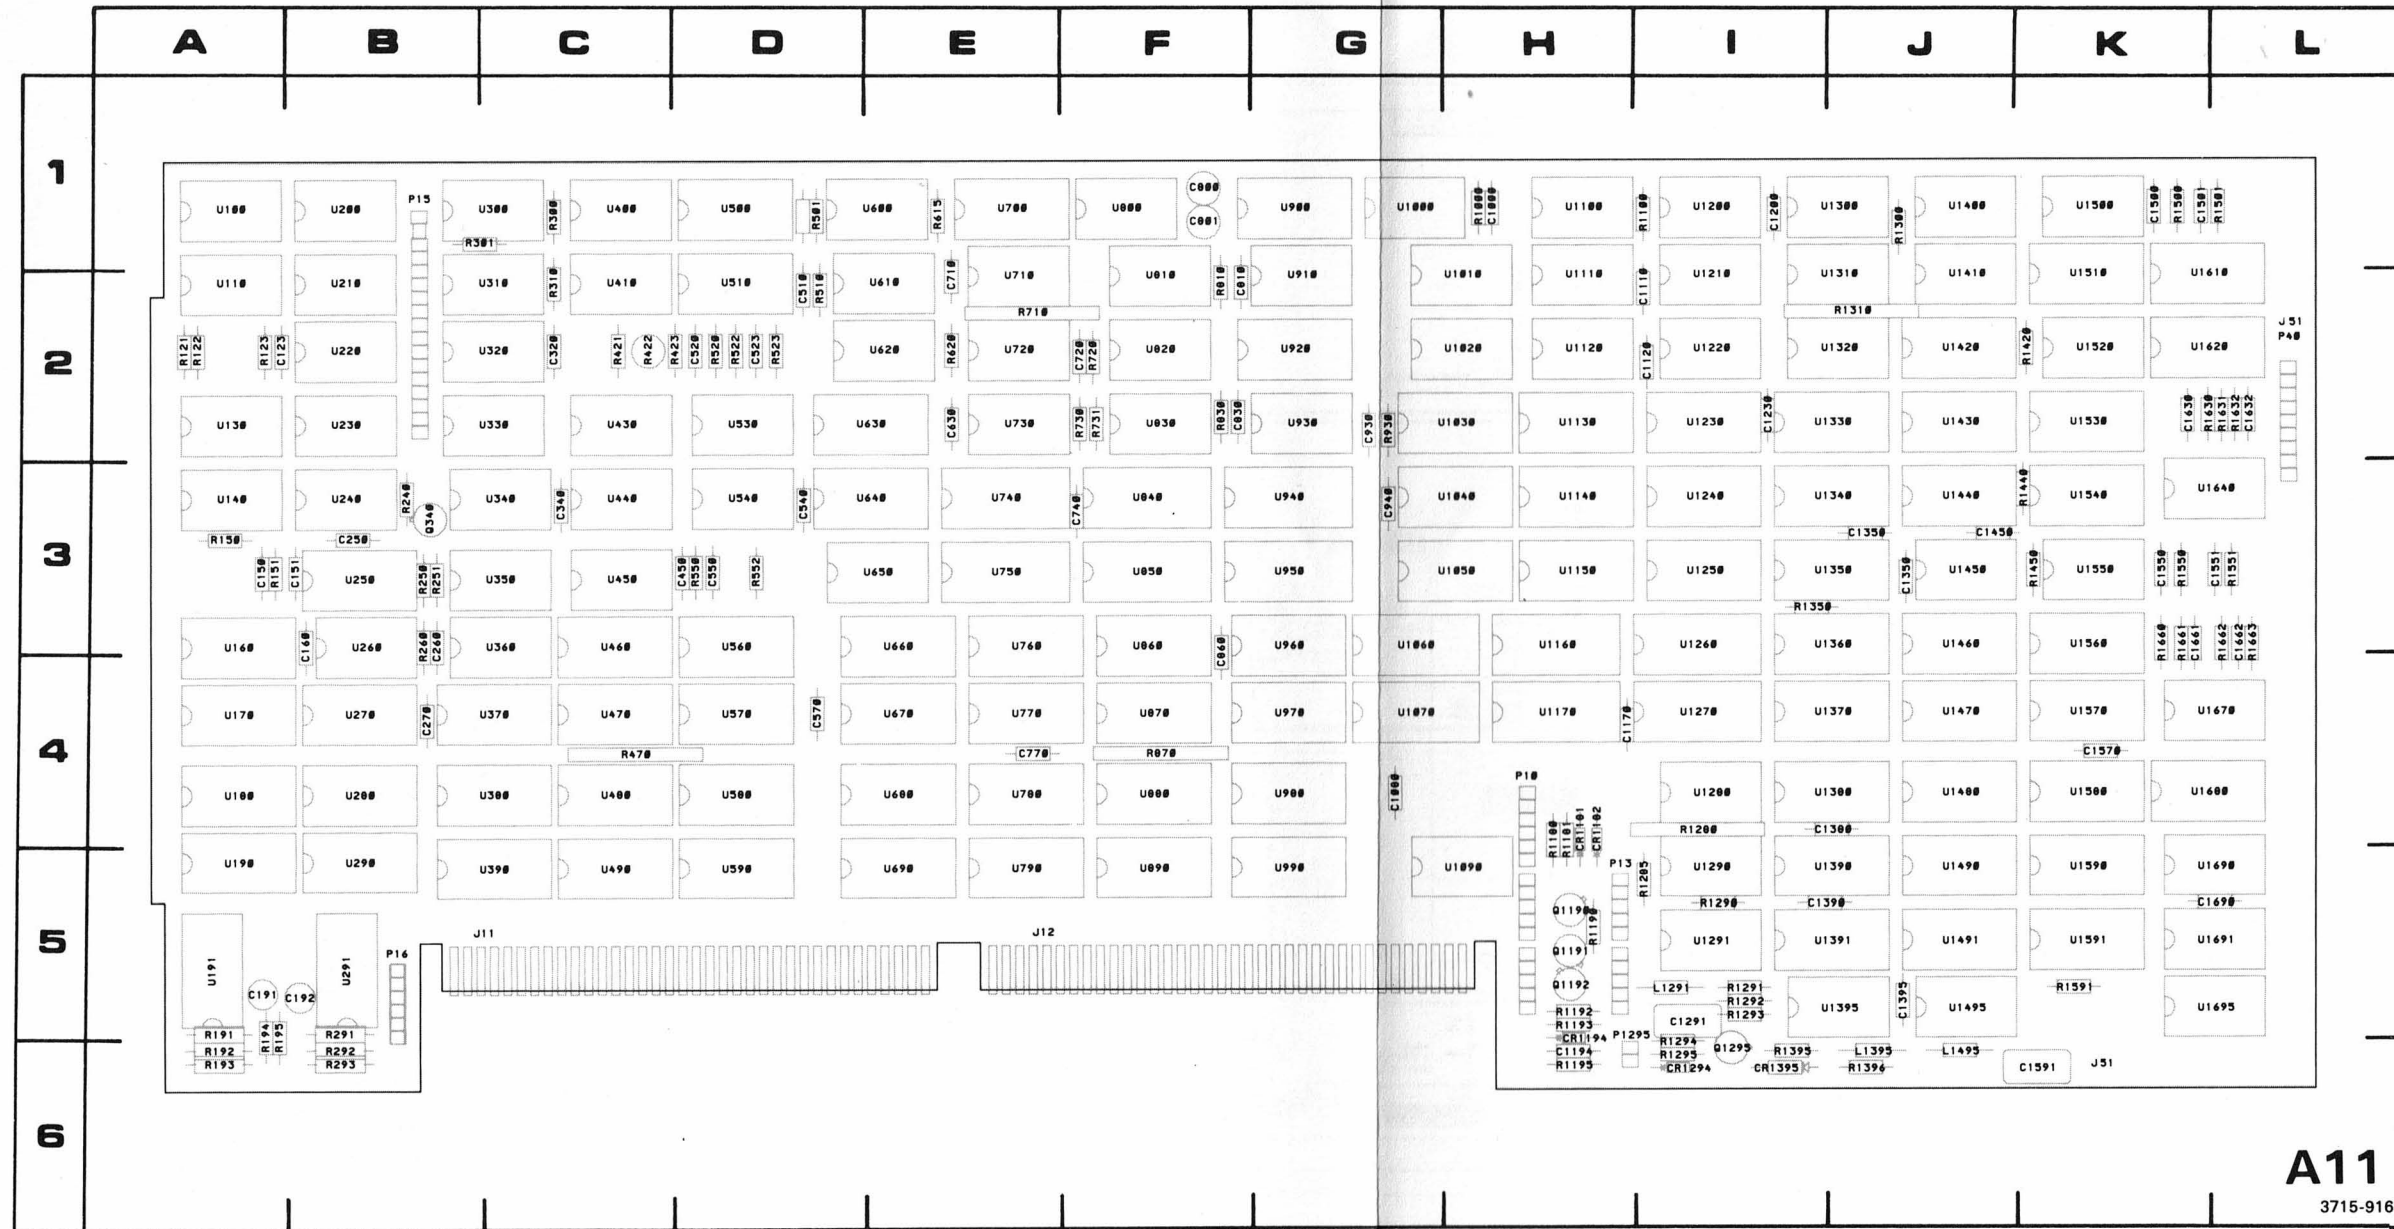 A B C D E F G H I J K L
1
P15
U100 U200 U300 R300 U400 U500 R501 U600 R615 U700 U800 C800 U900 U1000 R1000 C1000 U1100 R1100 U1200 C1200 U1300 R1300 U1400 U1500 C1500 R1500 C1501 R1501
C801
R301
U110 U210 U310 R310 U410 U510 C510 R510 U610 C710 U710 U810 R810 C810 U910 U1010 U1110 C1110 U1210 U1310 U1410 U1510 U1610
R710 R1310
J51
P40
2
R121 R122 R123 C123 U220 U320 C320 R421 R422 R423 C520 R520 R522 C523 R523 U620 R620 U720 C720 R720 U820 U920 U1020 U1120 C1120 U1220 U1320 U1420 R1420 U1520 U1620
U130 U230 U330 U430 U530 U630 C630 U730 R730 R731 U830 R830 C830 U930 C930 R930 U1030 U1130 U1230 C1230 U1330 U1430 U1530 C1630 R1630 R1631 R1632 C1632
U140 U240 R240 Q340 U340 C340 U440 U540 C540 U640 U740 C740 U840 U940 C940 U1040 U1140 U1240 U1340 U1440 R1440 U1540 U1640
R150 C250 C1350 C1450
3
C150 R151 C151 U250 R250 R251 U350 U450 C450 R550 C550 R552 U650 U750 U850 U950 U1050 U1150 U1250 U1350 C1350 U1450 R1450 U1550 C1550 R1550 C1551 R1551
R1350
U160 C160 U260 R260 C260 U360 U460 U560 U660 U760 U860 C860 U960 U1060 U1160 U1260 U1360 U1460 U1560 R1660 R1661 C1661 R1662 C1662 R1663
U170 U270 C270 U370 U470 U570 C570 U670 U770 U870 U970 U1070 U1170 C1170 U1270 U1370 U1470 U1570 U1670
4
R470 C770 R870 C1570
P10
U180 U280 U380 U480 U580 U680 U780 U880 U980 C1080 U1280 U1380 U1480 U1580 U1680
R1180 R1181 CR1181 CR1182 R1280 C1380
P13
U190 U290 U390 U490 U590 U690 U790 U890 U990 U1090 R1285 U1290 U1390 U1490 U1590 U1690
R1290 C1390 C1690
Q1190 R1190
5
J11 J12
U191 U291 P16 Q1191 U1291 U1391 U1491 U1591 U1691
C191 C192 Q1192 L1291 R1291 R1591
R1292
R1293
C1291 U1395 C1395 U1495 U1695
R1192
R1193
R191 R194 R195 R291 CR1194 P1295 R1294 Q1295
R192 R292 C1194 R1295 R1395 L1395 L1495
R193 R293 R1195 CR1294 CR1395 R1396 C1591 J51
6
A11
3715-916